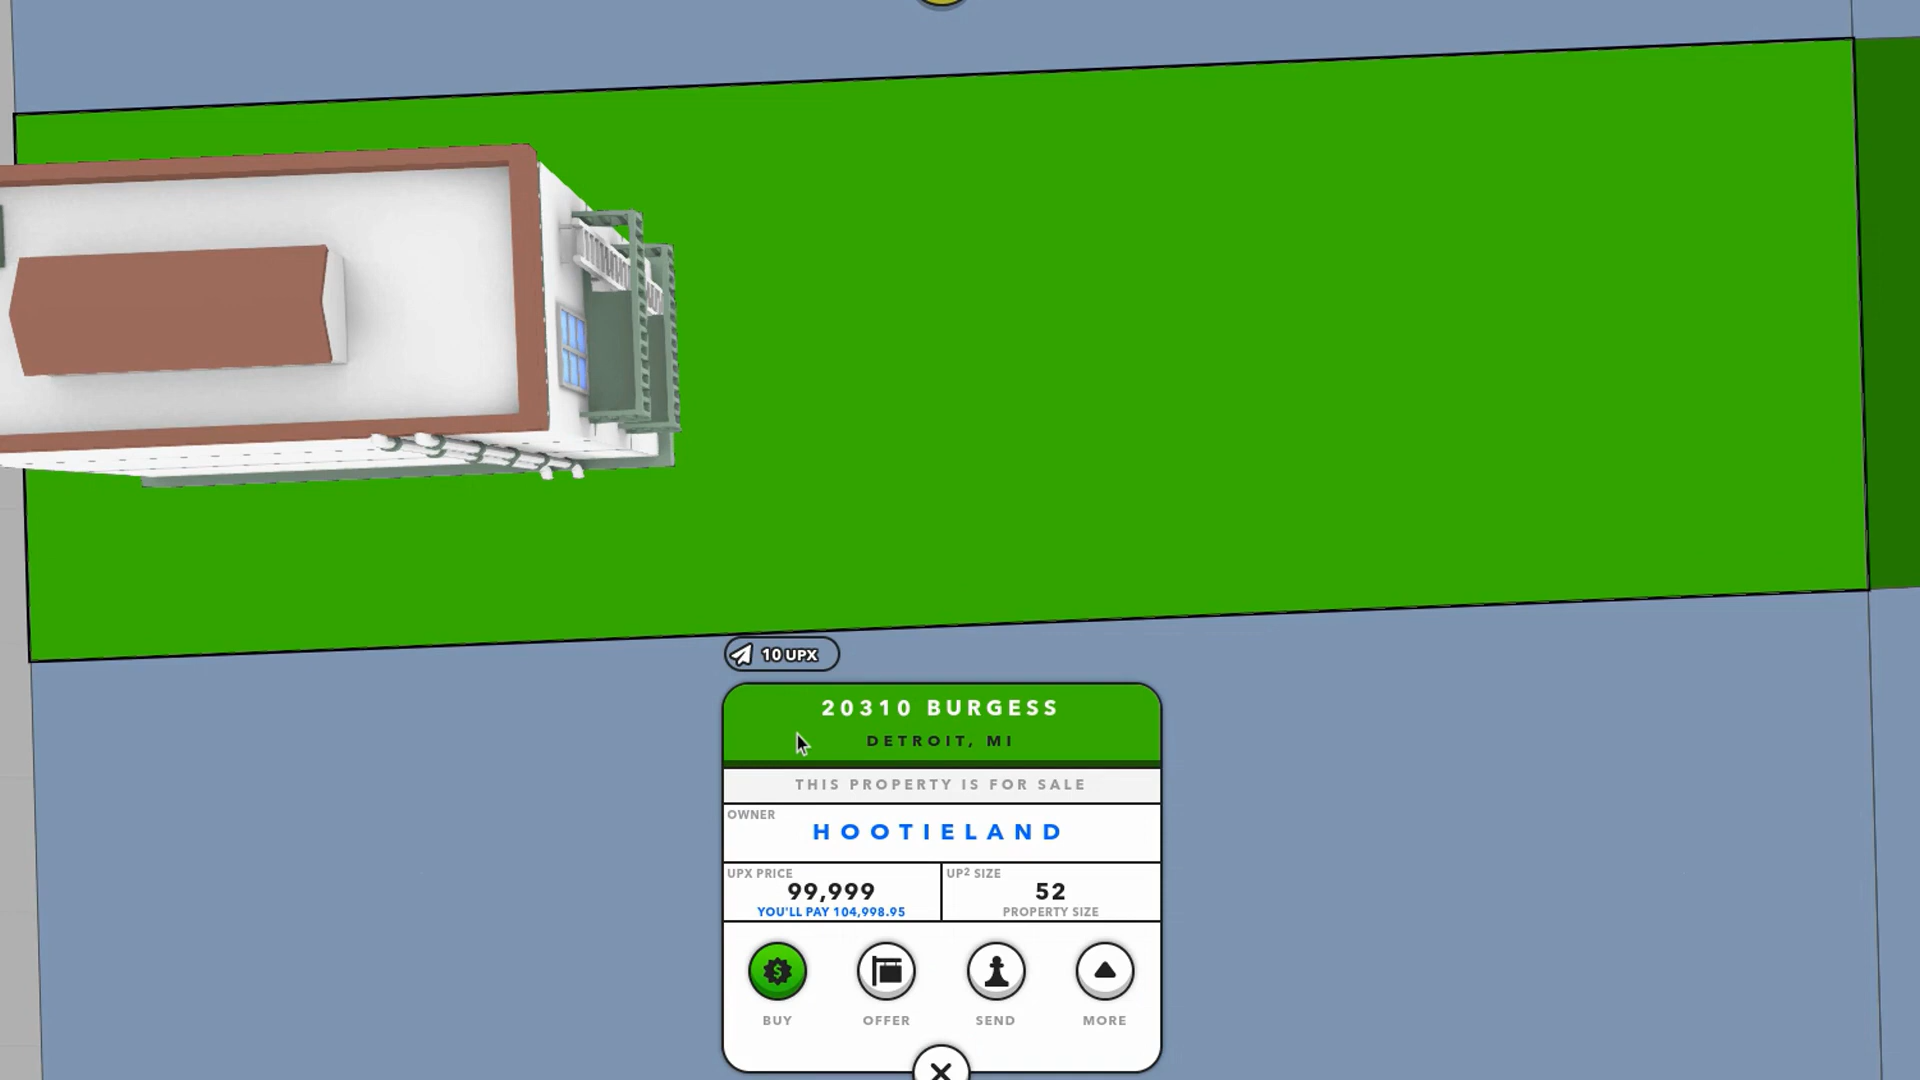 10 UPX
20310 BURGESS
DETROIT, MI
THIS PROPERTY IS FOR SALE
OWNER
HOOTIELAND
UPX PRICE
99,999
YOU'LL PAY 104,998.95
UP² SIZE
52
PROPERTY SIZE
BUY
OFFER
SEND
MORE